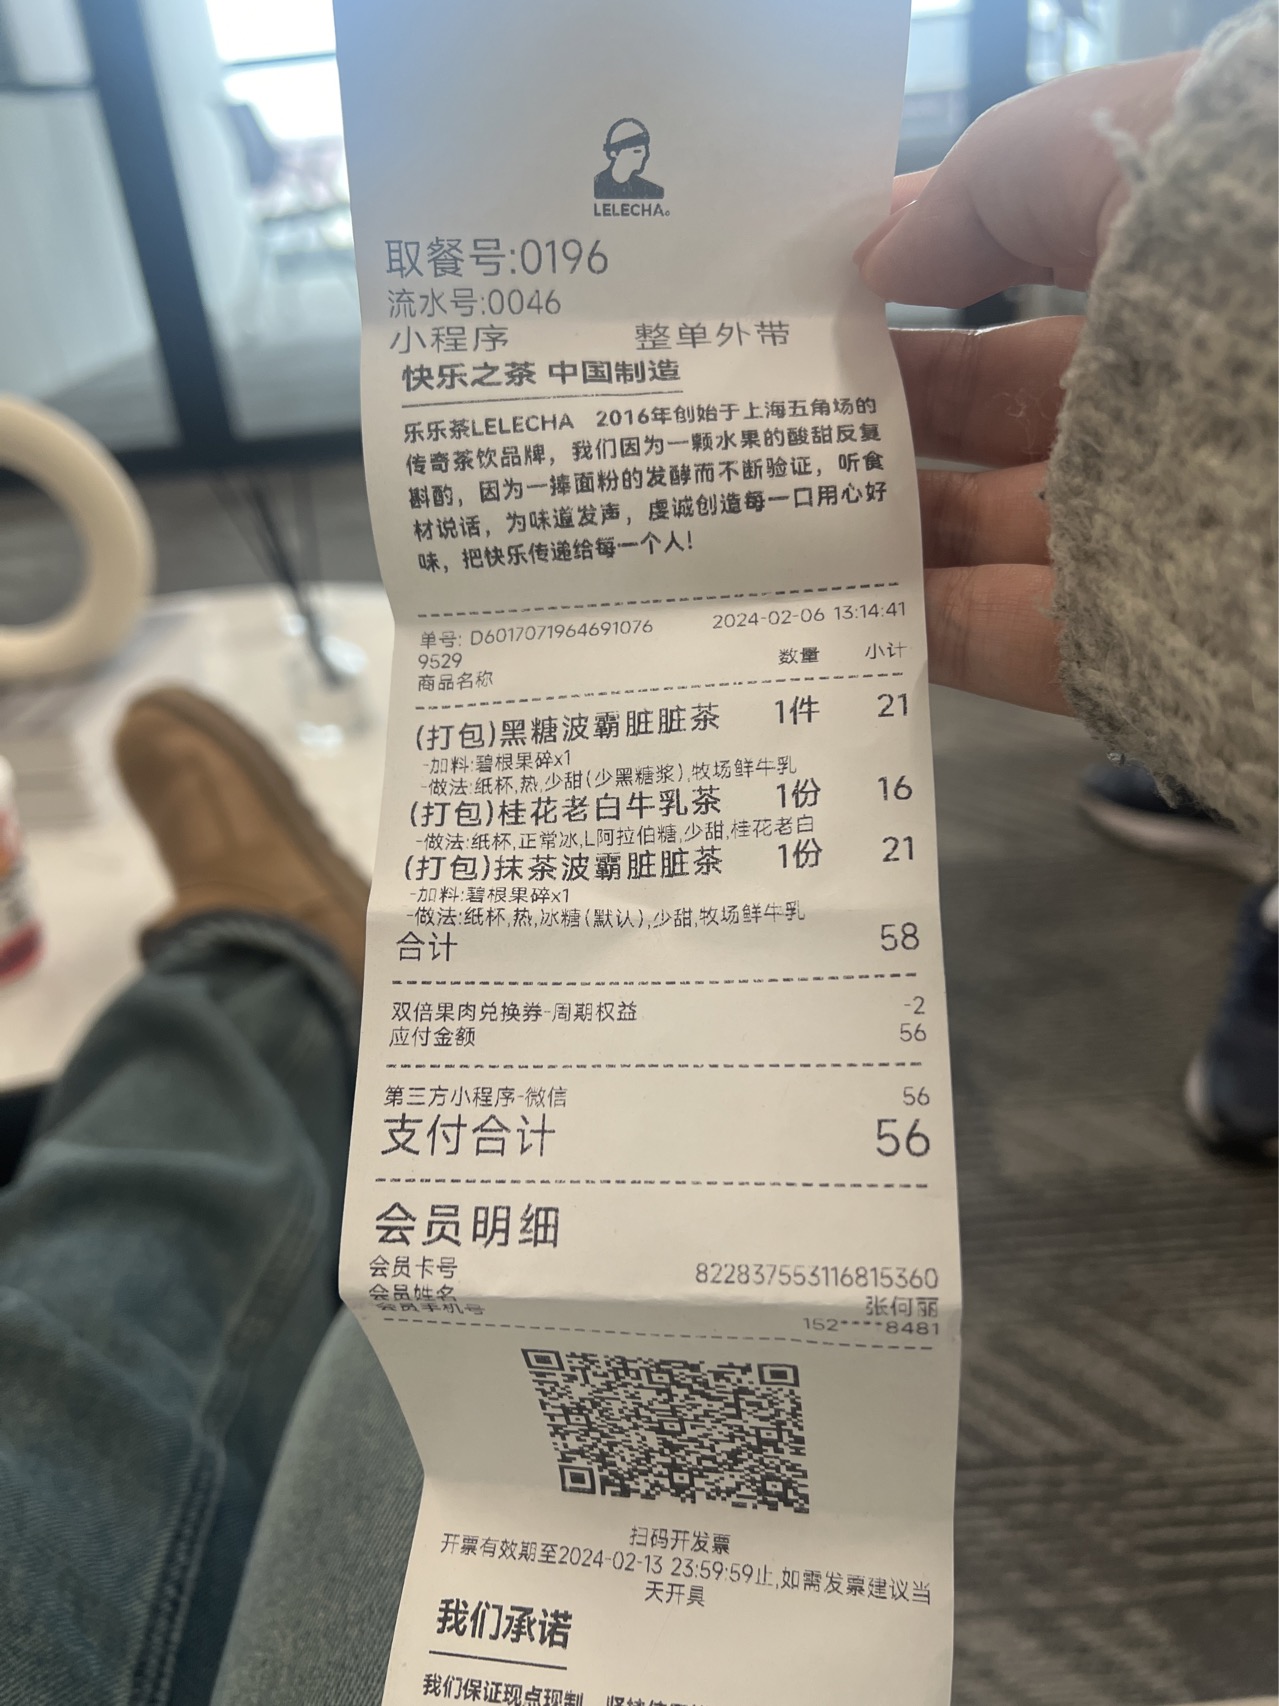 LELECHA。
取餐号:0196
流水号:0046
小程序 整单外带
快乐之茶 中国制造
乐乐茶LELECHA 2016年创始于上海五角场的
传奇茶饮品牌，我们因为一颗水果的酸甜反复
斟酌，因为一捧面粉的发酵而不断验证，听食
材说话，为味道发声，虔诚创造每一口用心好
味，把快乐传递给每一个人!
单号: D6017071964691076 2024-02-06 13:14:41
9529
商品名称 数量 小计
(打包)黑糖波霸脏脏茶 1件 21
-加料:碧根果碎x1
-做法:纸杯,热,少甜(少黑糖浆),牧场鲜牛乳
(打包)桂花老白牛乳茶 1份 16
-做法:纸杯,正常冰,L阿拉伯糖,少甜,桂花老白
(打包)抹茶波霸脏脏茶 1份 21
-加料:碧根果碎x1
-做法:纸杯,热,冰糖(默认),少甜,牧场鲜牛乳
合计 58
双倍果肉兑换券-周期权益 -2
应付金额 56
第三方小程序-微信 56
支付合计 56
会员明细
会员卡号 822837553116815360
会员姓名 张何丽
会员手机号 152****8481
扫码开发票
开票有效期至2024-02-13 23:59:59止,如需发票建议当
天开具
我们承诺
我们保证现点现制